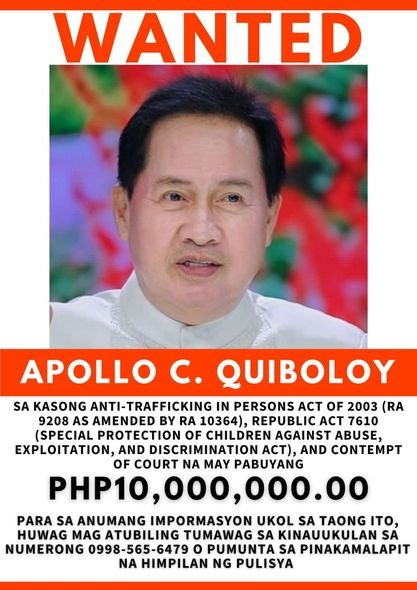 WANTED
APOLLO C. QUIBOLOY
SA KASONG ANTI-TRAFFICKING IN PERSONS ACT OF 2003 (RA
9208 AS AMENDED BY RA 10364), REPUBLIC ACT 7610
(SPECIAL PROTECTION OF CHILDREN AGAINST ABUSE,
EXPLOITATION, AND DISCRIMINATION ACT), AND CONTEMPT
OF COURT NA MAY PABUYANG
PHP10,000,000.00
PARA SA ANUMANG IMPORMASYON UKOL SA TAONG ITO,
HUWAG MAG ATUBILING TUMAWAG SA KINAUUKULAN SA
NUMERONG 0998-565-6479 O PUMUNTA SA PINAKAMALAPIT
NA HIMPILAN NG PULISYA